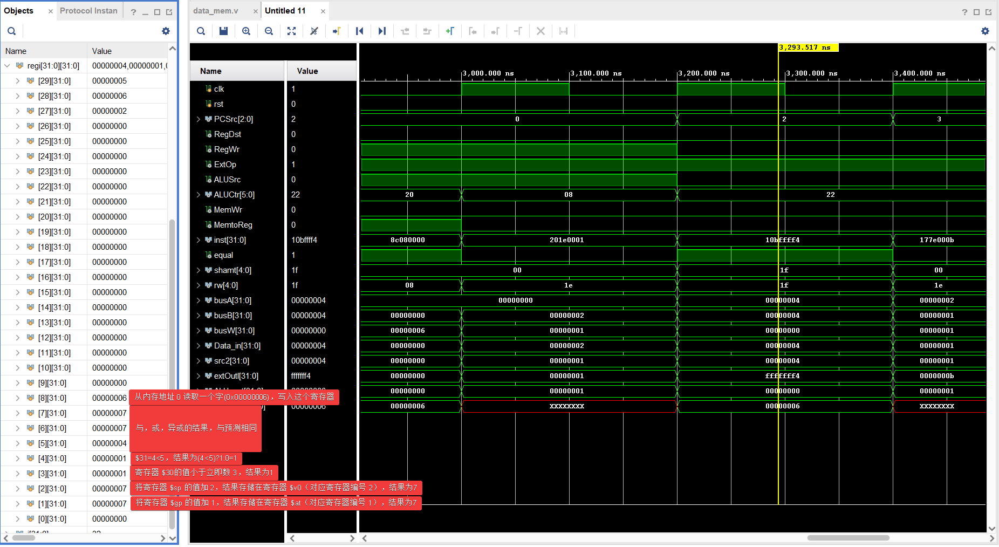 Objects × Protocol Instan ?
data_mem.v × Untitled 11 × ?
Name Value
regi[31:0][31:0] 00000004,00000001,0
[29][31:0] 00000005
[28][31:0] 00000006
[27][31:0] 00000002
[26][31:0] 00000000
[25][31:0] 00000000
[24][31:0] 00000000
[23][31:0] 00000000
[22][31:0] 00000000
[21][31:0] 00000000
[20][31:0] 00000000
[19][31:0] 00000000
[18][31:0] 00000000
[17][31:0] 00000000
[16][31:0] 00000000
[15][31:0] 00000000
[14][31:0] 00000000
[13][31:0] 00000000
[12][31:0] 00000000
[11][31:0] 00000000
[10][31:0] 00000000
[9][31:0] 00000000
[8][31:0] 00000006
[7][31:0] 00000007
[6][31:0] 00000007
[5][31:0] 00000004
[4][31:0] 00000001
[3][31:0] 00000001
[2][31:0] 00000007
[1][31:0] 00000007
[0][31:0] 00000000
从内存地址 0 读取一个字(0x00000006)，写入这个寄存器
与，或，异或的结果，与预测相同
$31=4<5，结果为(4<5)?1:0=1
寄存器 $30的值小于立即数 3，结果为1
将寄存器 $sp 的值加 2，结果存储在寄存器 $v0（对应寄存器编号 2），结果为7
将寄存器 $gp 的值加 1，结果存储在寄存器 $at（对应寄存器编号 1），结果为7
3,293.517 ns
Name Value
3,000.000 ns 3,100.000 ns 3,200.000 ns 3,300.000 ns 3,400.000 ns
clk 1
rst 0
PCSrc[2:0] 2 0 2 3
RegDst 0
RegWr 0
ExtOp 1
ALUSrc 0
ALUCtr[5:0] 22 20 08 22
MemWr 0
MemtoReg 0
inst[31:0] 10bffff4 8c080000 201e0001 10bffff4 177e000b
equal 1
shamt[4:0] 1f 00 1f 00
rw[4:0] 1f 08 1e 1f 1e
busA[31:0] 00000004 00000000 00000004 00000002
busB[31:0] 00000004 00000000 00000002 00000004 00000001
busW[31:0] 00000000 00000006 00000001 00000000 00000001
Data_in[31:0] 00000004 00000000 00000002 00000004 00000001
src2[31:0] 00000004 00000000 00000001 00000004 00000001
extOutI[31:0] fffffff4 00000000 00000001 fffffff4 0000000b
00000000 00000001 00000000 00000001
00000006 00000006 XXXXXXXX 00000006 XXXXXXXX